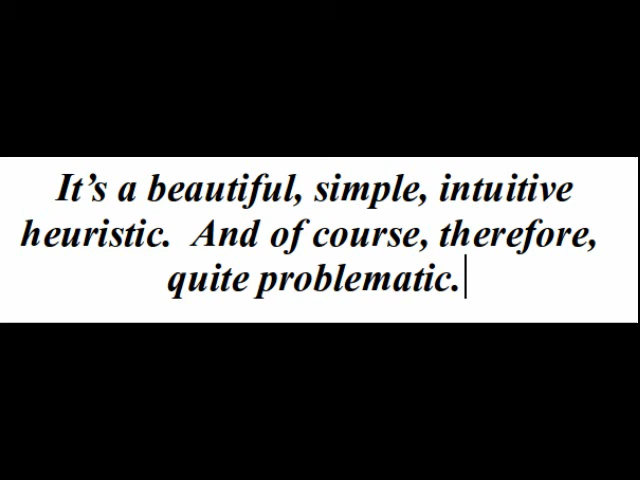 It’s a beautiful, simple, intuitive
heuristic.  And of course, therefore,
quite problematic.